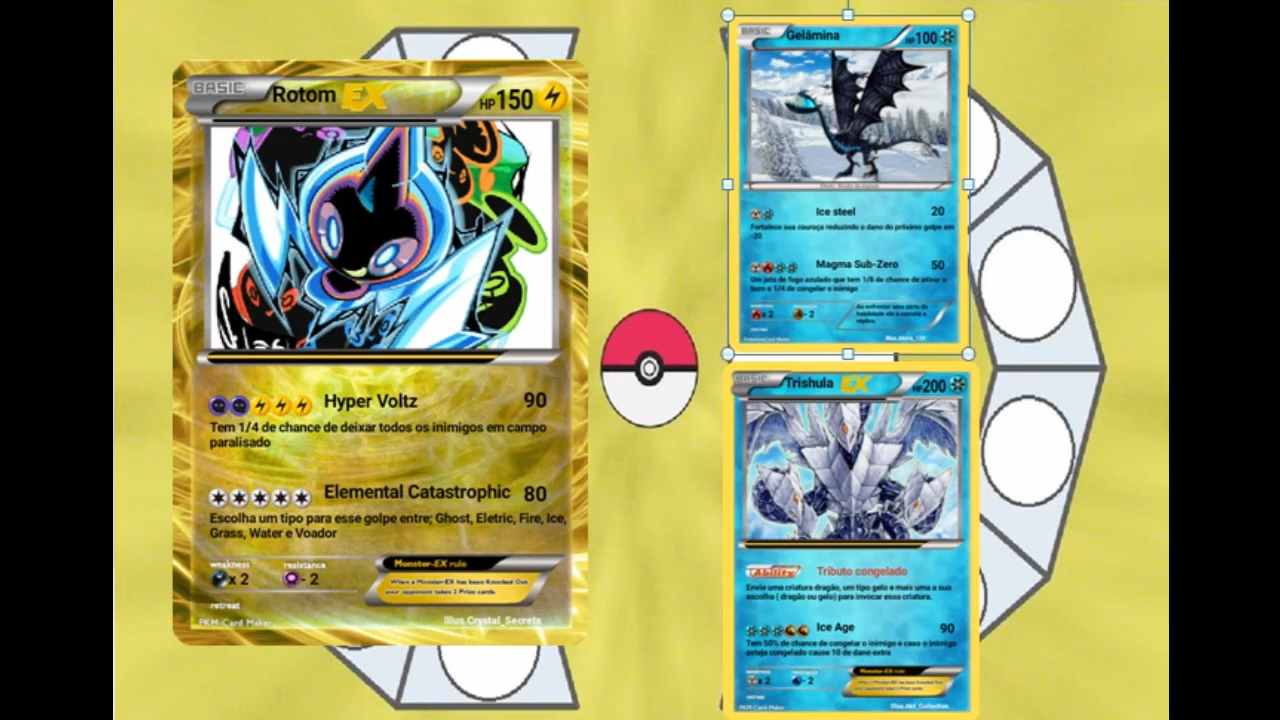 BASIC
Rotom EX
HP150
Hyper Voltz 90
Tem 1/4 de chance de deixar todos os inimigos em campo
paralisado
Elemental Catastrophic 80
Escolha um tipo para esse golpe entre; Ghost, Eletric, Fire, Ice,
Grass, Water e Voador
weakness
x 2
resistance
- 2
Monster-EX rule
When a Monster-EX has been Knocked Out,
your opponent takes 2 Prize cards.
retreat
PKM-Card Maker
Illus.Crystal_Secrets
BASIC
Gelâmina
HP100
Ice steel 20
Fortalece sua couraça reduzindo o dano do próximo golpe em
-20.
Magma Sub-Zero 50
Um jato de fogo azulado que tem 1/8 de chance de ativar o
burn e 1/4 de congelar o inimigo
x 2
- 2
retreat
BASIC
Trishula EX
HP200
Ability
Tributo congelado
Envie uma criatura dragão, um tipo gelo e mais uma a sua
escolha ( dragão ou gelo) para invocar essa criatura.
Ice Age 90
Tem 50% de chance de congelar o inimigo e caso o inimigo
esteja congelado cause 10 de dano extra
x 2
- 2
Monster-EX rule
retreat
PKM-Card Maker